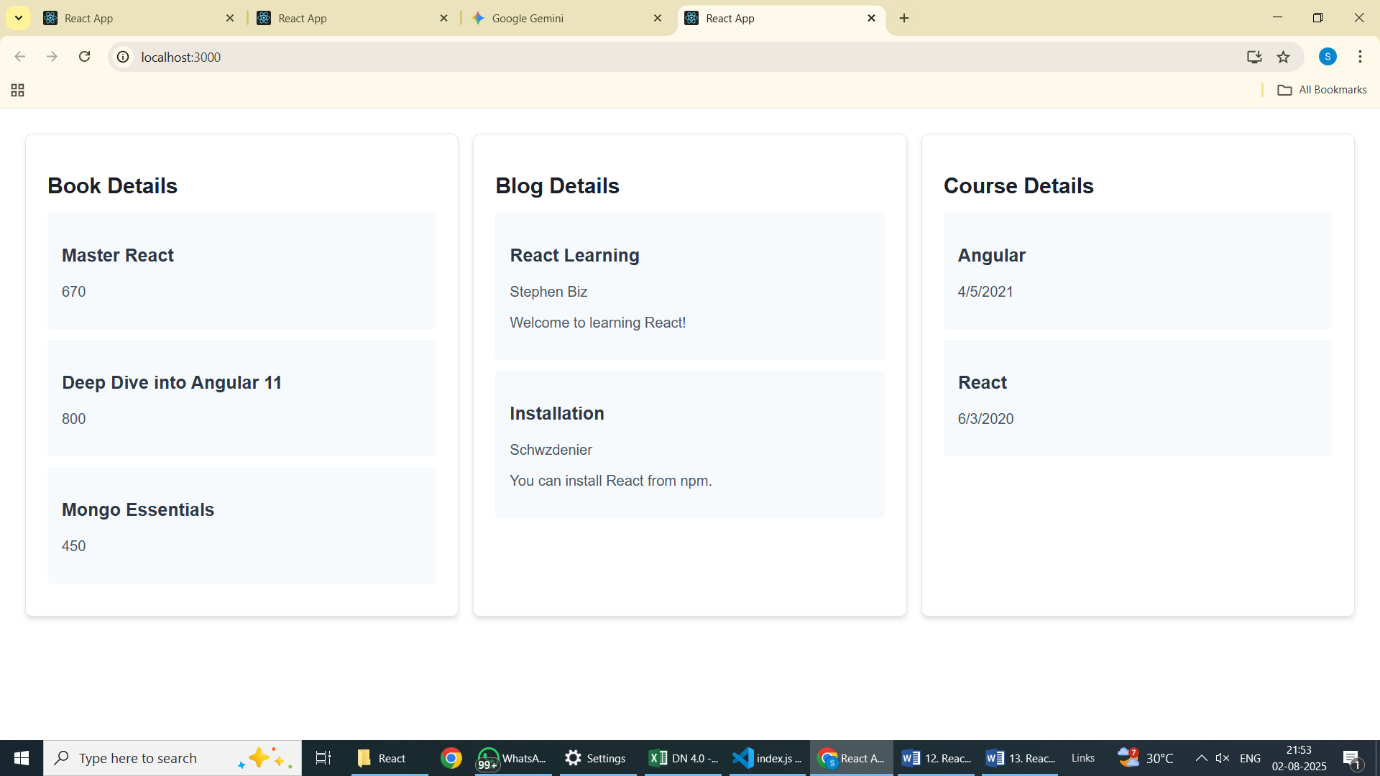 React App
React App
Google Gemini
React App
localhost:3000
S
All Bookmarks
Book Details
Master React
670
Deep Dive into Angular 11
800
Mongo Essentials
450
Blog Details
React Learning
Stephen Biz
Welcome to learning React!
Installation
Schwzdenier
You can install React from npm.
Course Details
Angular
4/5/2021
React
6/3/2020
Type here to search
React
99+
WhatsA...
Settings
DN 4.0 -...
index.js ...
S
React A...
12. Reac...
13. Reac...
Links
7
30°C
ENG
21:53
02-08-2025
1